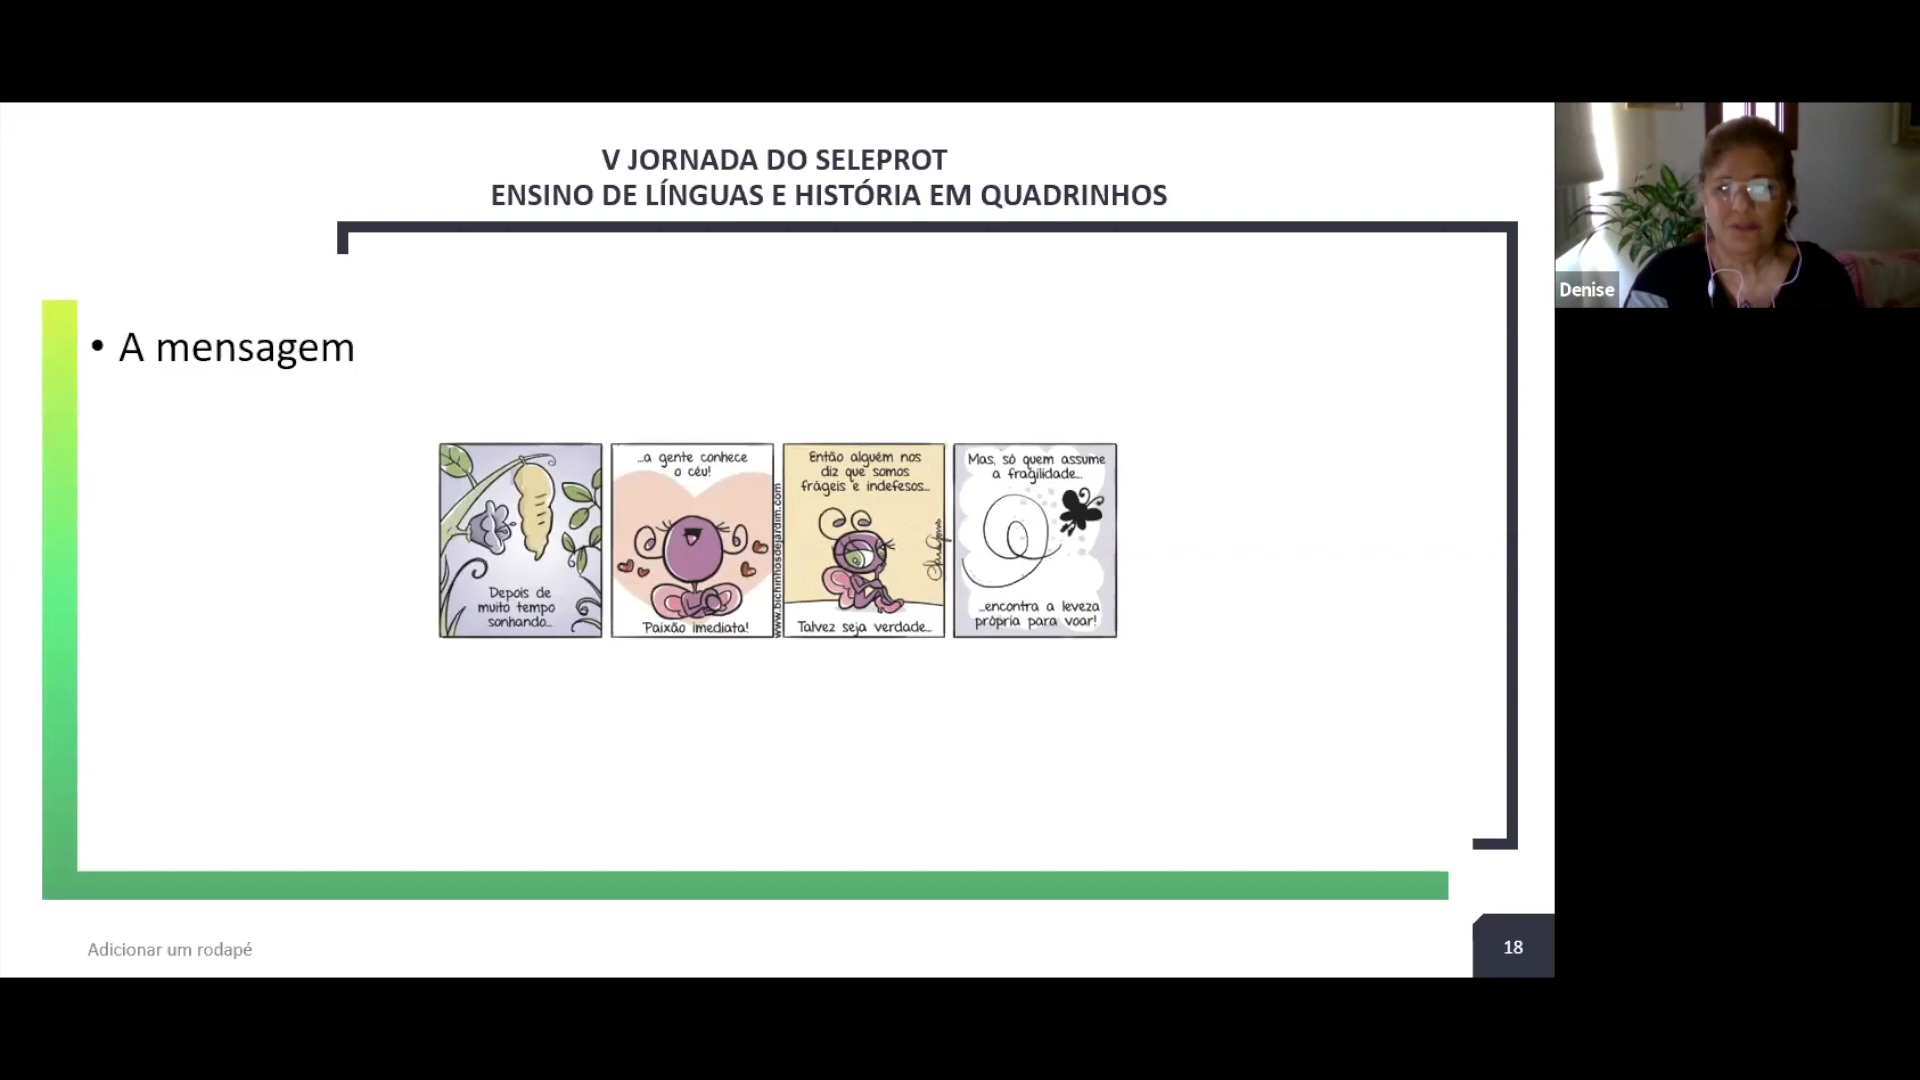 V JORNADA DO SELEPROT
ENSINO DE LÍNGUAS E HISTÓRIA EM QUADRINHOS
Denise
• A mensagem
Depois de
muito tempo
sonhando...
...a gente conhece
o céu!
Paixão imediata!
www.bichinhosdejardim.com
Então alguém nos
diz que somos
frágeis e indefesos...
Talvez seja verdade...
Mas, só quem assume
a fragilidade...
...encontra a leveza
própria para voar!
Adicionar um rodapé
18